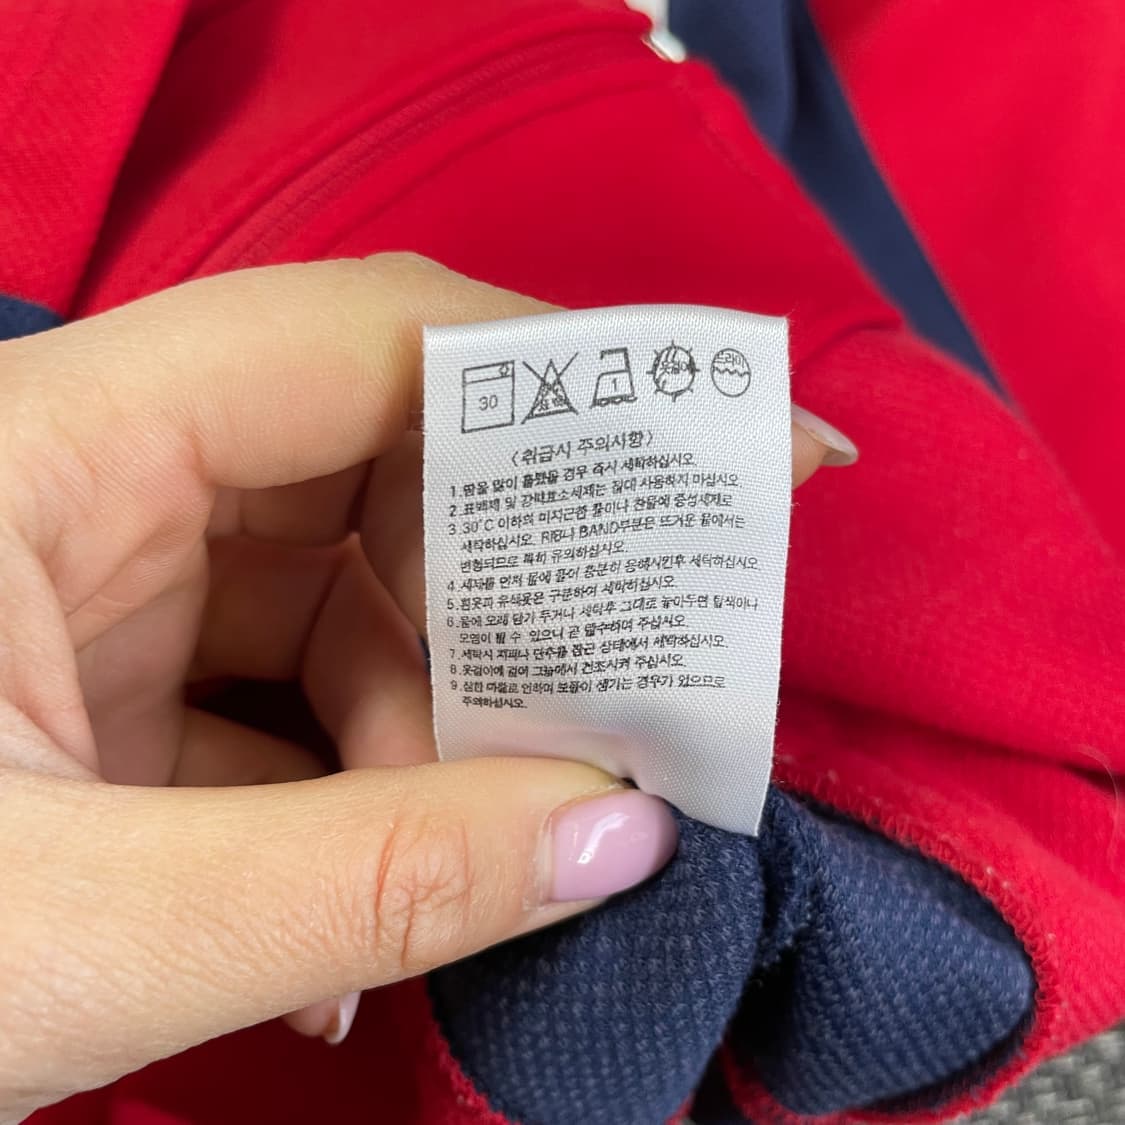 30
1
드라이
<취급시 주의사항>
1.땀을 많이 흘렸을 경우 즉시 세탁하십시오.
2.표백제 및 강력효소세제는 절대 사용하지 마십시오.
3.30°C 이하의 미지근한 물이나 찬물에 중성세제로
세탁하십시오. RIB나 BAND부분은 뜨거운 물에서는
변형되므로 특히 유의하십시오.
4.세제를 먼저 물에 풀어 충분히 용해시킨후 세탁하십시오.
5.흰옷과 유색옷은 구분하여 세탁하십시오.
6.물에 오래 담가 두거나 세탁후 그대로 놓아두면 탈색이나
오염이 될 수 있으니 곧 탈수하여 주십시오.
7.세탁시 지퍼나 단추를 잠근 상태에서 세탁하십시오.
8.옷걸이에 걸어 그늘에서 건조시켜 주십시오.
9.심한 마찰로 인하여 보풀이 생기는 경우가 있으므로
주의하십시오.